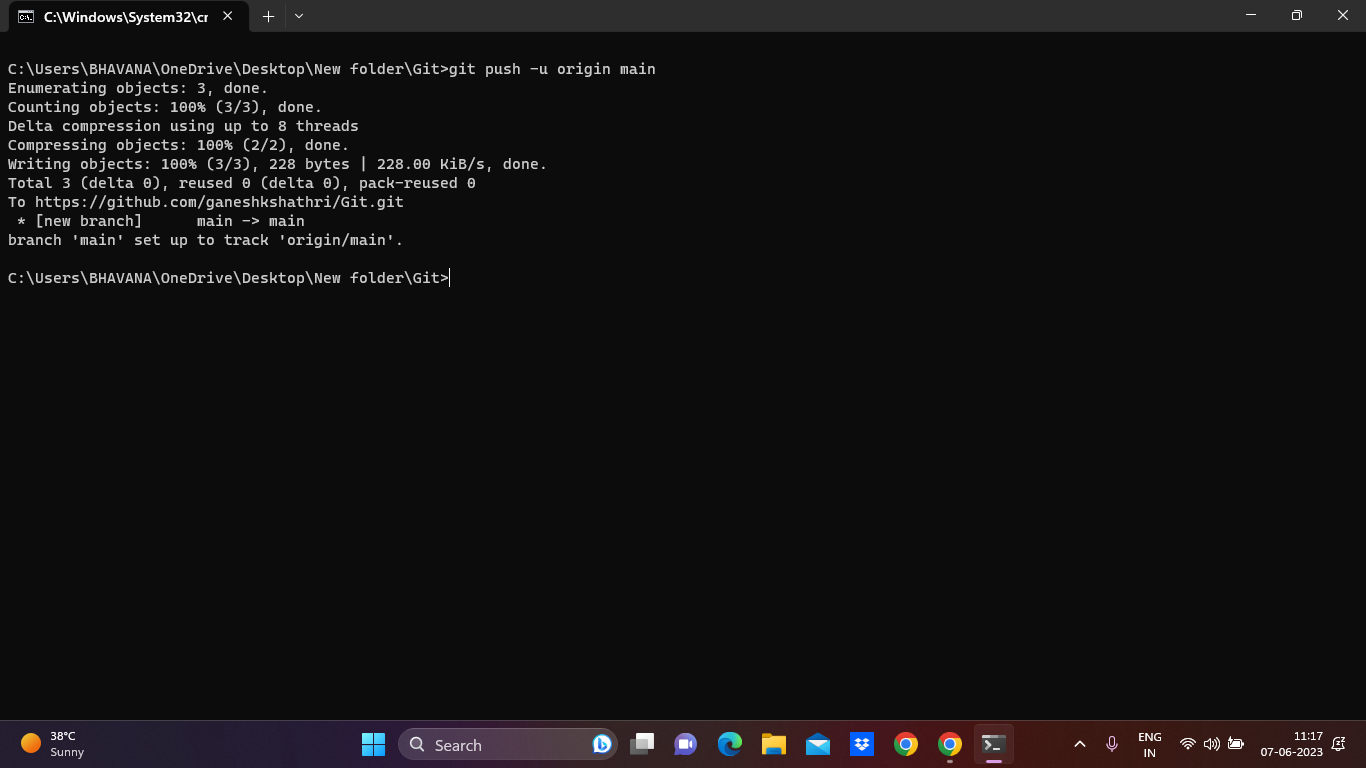 C:\Windows\System32\cr
C:\Users\BHAVANA\OneDrive\Desktop\New folder\Git>git push -u origin main
Enumerating objects: 3, done.
Counting objects: 100% (3/3), done.
Delta compression using up to 8 threads
Compressing objects: 100% (2/2), done.
Writing objects: 100% (3/3), 228 bytes | 228.00 KiB/s, done.
Total 3 (delta 0), reused 0 (delta 0), pack-reused 0
To https://github.com/ganeshkshathri/Git.git
 * [new branch]      main -> main
branch 'main' set up to track 'origin/main'.
C:\Users\BHAVANA\OneDrive\Desktop\New folder\Git>
38°C
Sunny
Search
ENG
IN
11:17
07-06-2023